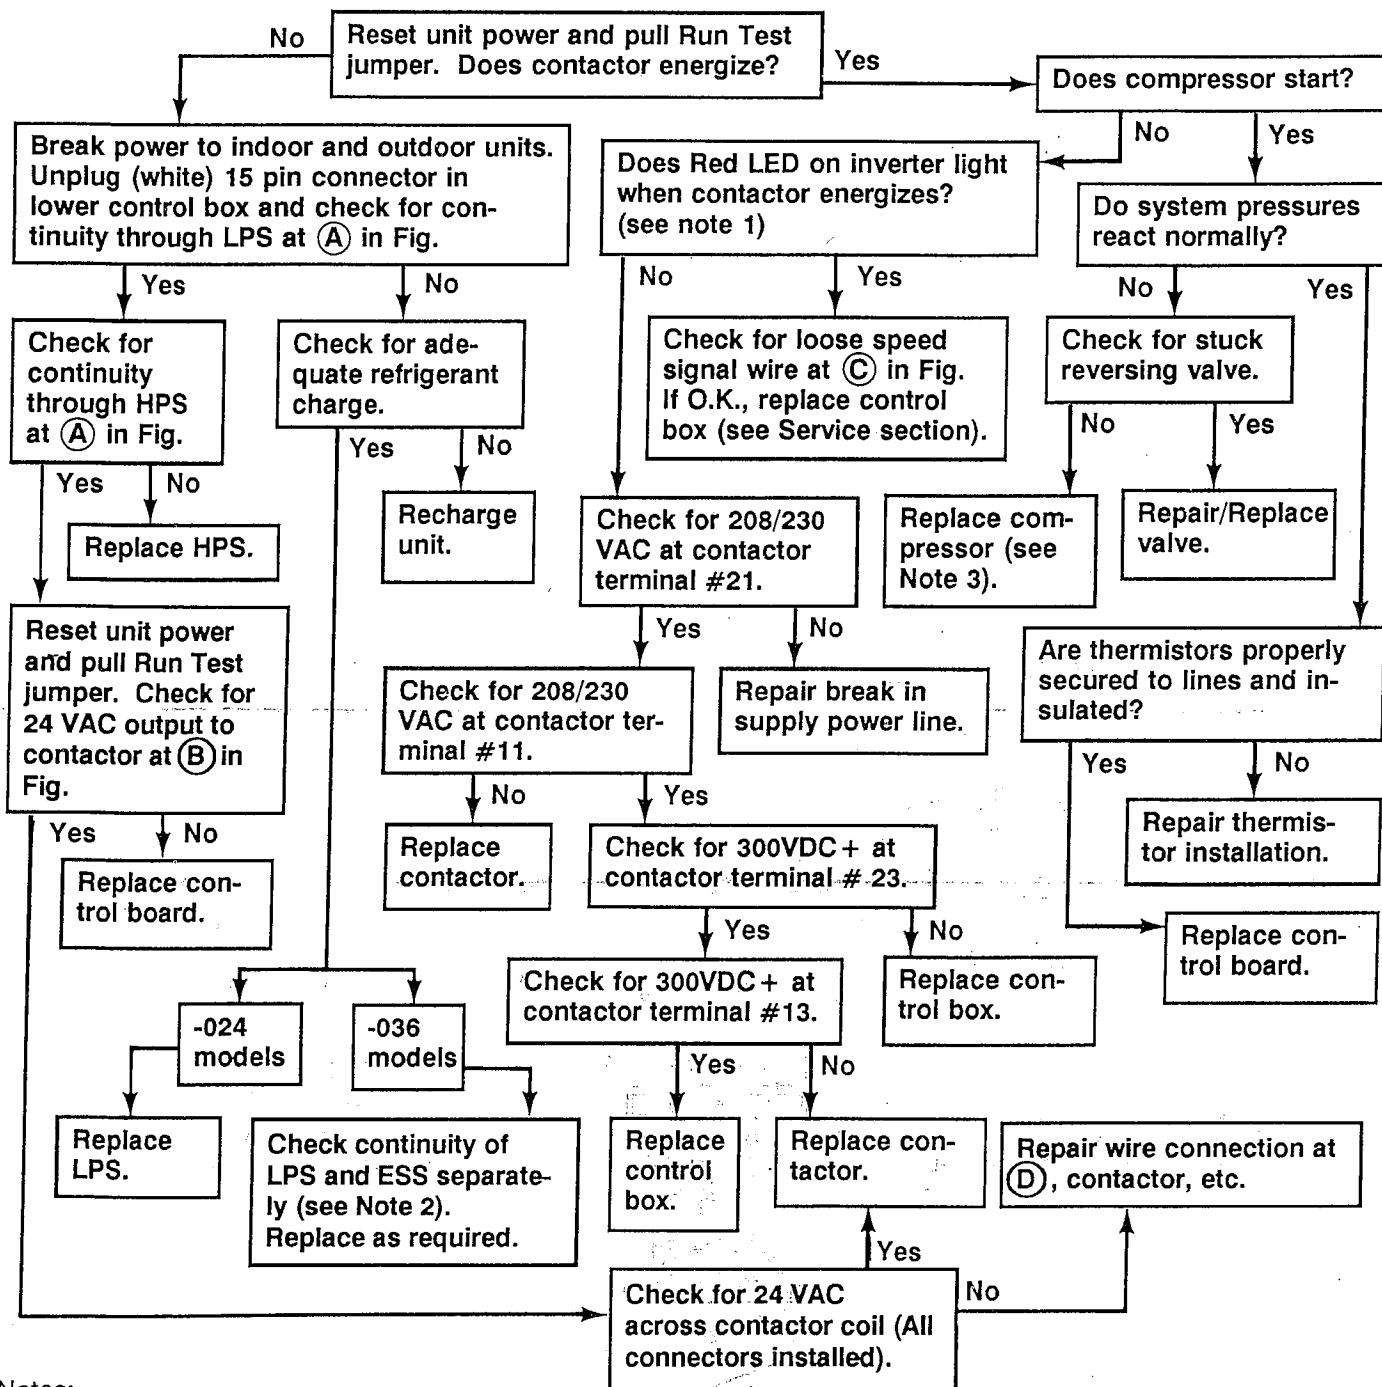 No
Reset unit power and pull Run Test
jumper. Does contactor energize?
Yes
Does compressor start?
No
Yes
Break power to indoor and outdoor units.
Unplug (white) 15 pin connector in
lower control box and check for con-
tinuity through LPS at Ⓐ in Fig.
Does Red LED on inverter light
when contactor energizes?
(see note 1)
Do system pressures
react normally?
Yes
No
No
Yes
No
Yes
Check for
continuity
through HPS
at Ⓐ in Fig.
Check for ade-
quate refrigerant
charge.
Check for loose speed
signal wire at Ⓒ in Fig.
If O.K., replace control
box (see Service section).
Check for stuck
reversing valve.
Yes
No
Yes
No
No
Yes
Replace HPS.
Recharge
unit.
Check for 208/230
VAC at contactor
terminal #21.
Replace com-
pressor (see
Note 3).
Repair/Replace
valve.
Reset unit power
and pull Run Test
jumper. Check for
24 VAC output to
contactor at Ⓑ in
Fig.
Yes
No
Check for 208/230
VAC at contactor ter-
minal #11.
Repair break in
supply power line.
Are thermistors properly
secured to lines and in-
sulated?
Yes
No
No
Yes
Yes
No
Replace con-
trol board.
Replace
contactor.
Check for 300VDC+ at
contactor terminal # 23.
Repair thermis-
tor installation.
Yes
No
Replace con-
trol board.
-024
models
-036
models
Check for 300VDC+ at
contactor terminal #13.
Replace con-
trol box.
Yes
No
Replace
LPS.
Check continuity of
LPS and ESS separate-
ly (see Note 2).
Replace as required.
Replace
control
box.
Replace con-
tactor.
Repair wire connection at
Ⓓ, contactor, etc.
Yes
No
Check for 24 VAC
across contactor coil (All
connectors installed).
Notes: